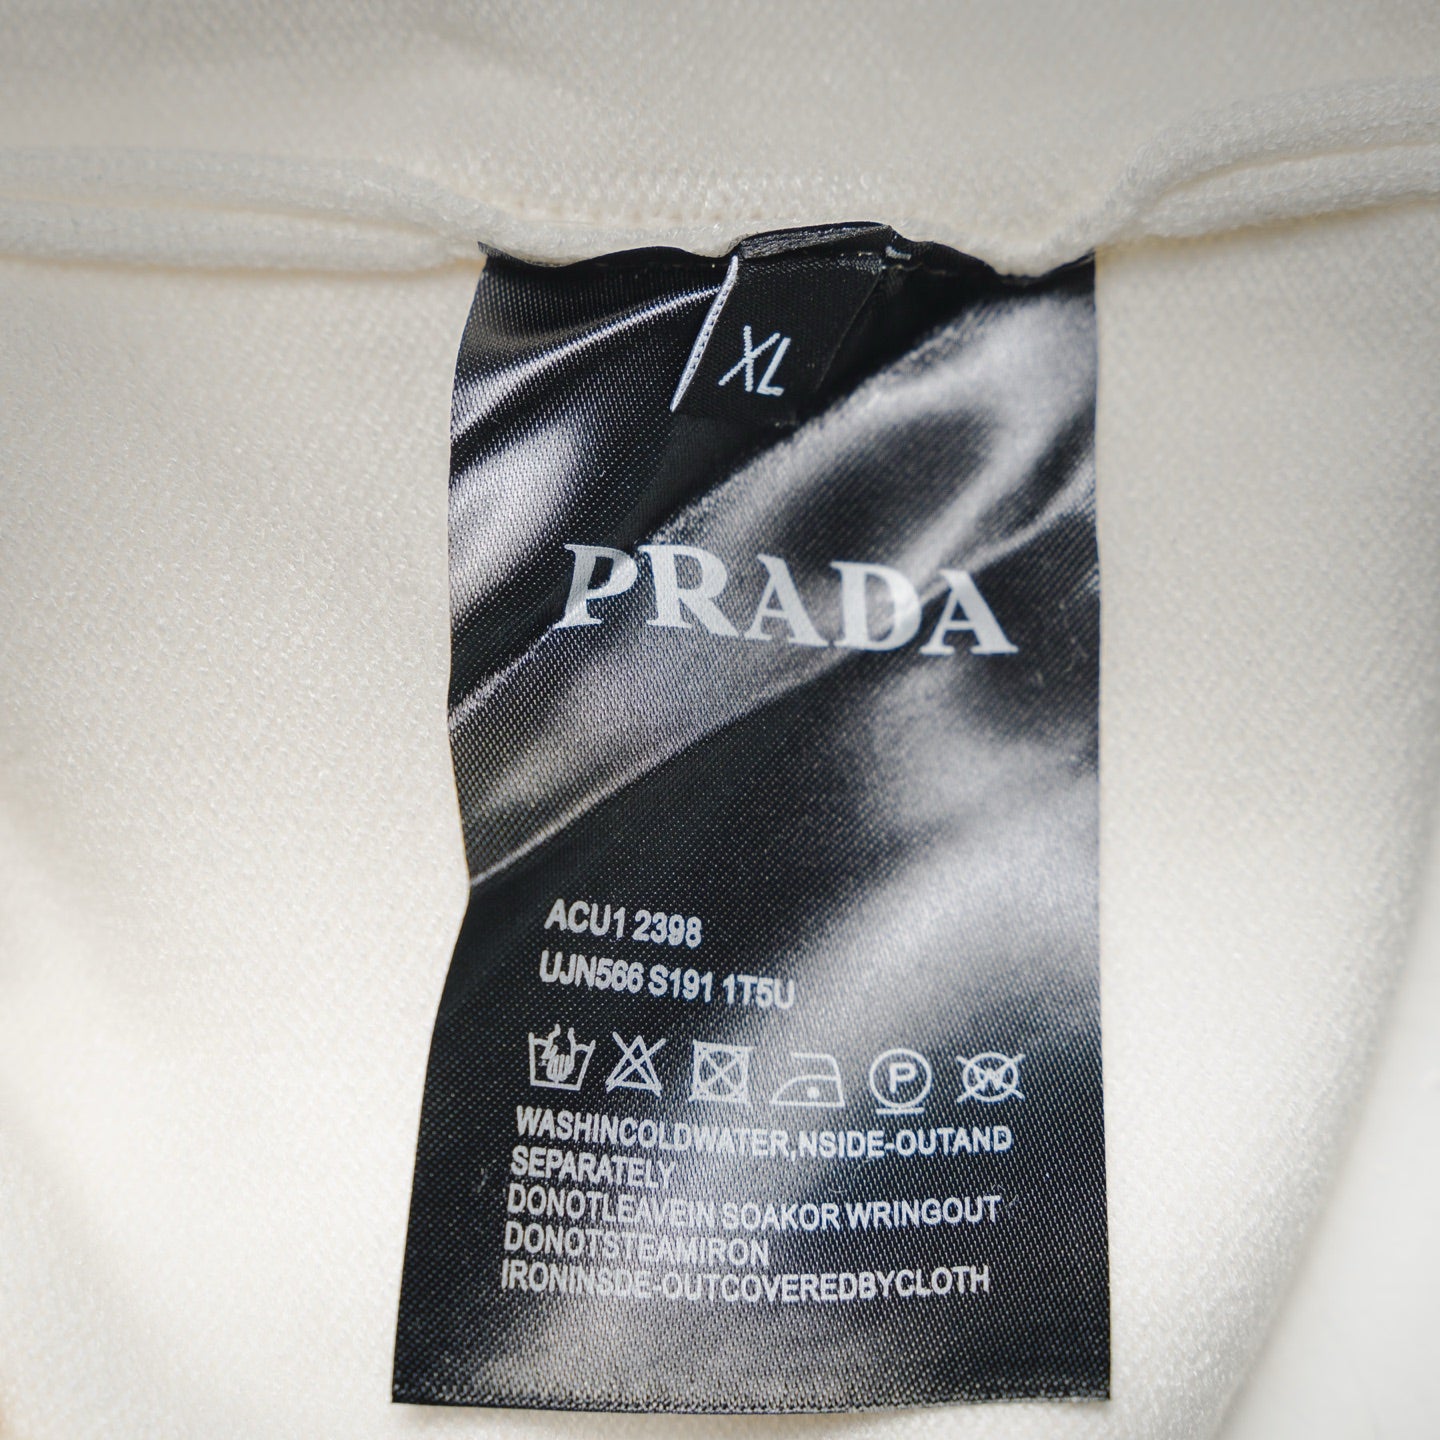 XL
PRADA
ACU1 2398
UJN566 S191 1T5U
P
W
WASHINCOLDWATER,NSIDE-OUTAND
SEPARATELY
DONOTLEAVEIN SOAKOR WRINGOUT
DONOTSTEAMIRON
IRONINSDE-OUTCOVEREDBYCLOTH